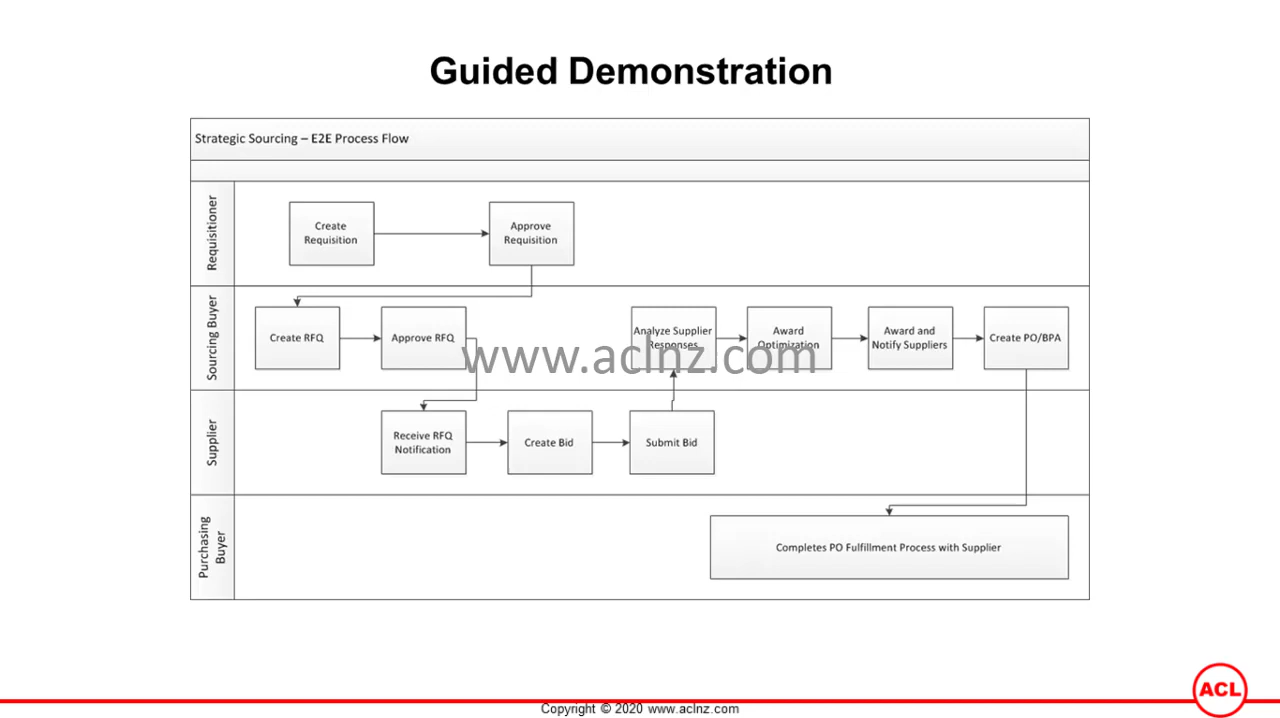 Guided Demonstration
Strategic Sourcing – E2E Process Flow
Requisitioner
Create
Requisition
Approve
Requisition
Sourcing Buyer
Create RFQ
Approve RFQ
Analyze Supplier
Responses
Award
Optimization
Award and
Notify Suppliers
Create PO/BPA
www.aclnz.com
Supplier
Receive RFQ
Notification
Create Bid
Submit Bid
Purchasing
Buyer
Completes PO Fulfillment Process with Supplier
ACL
Copyright © 2020 www.aclnz.com